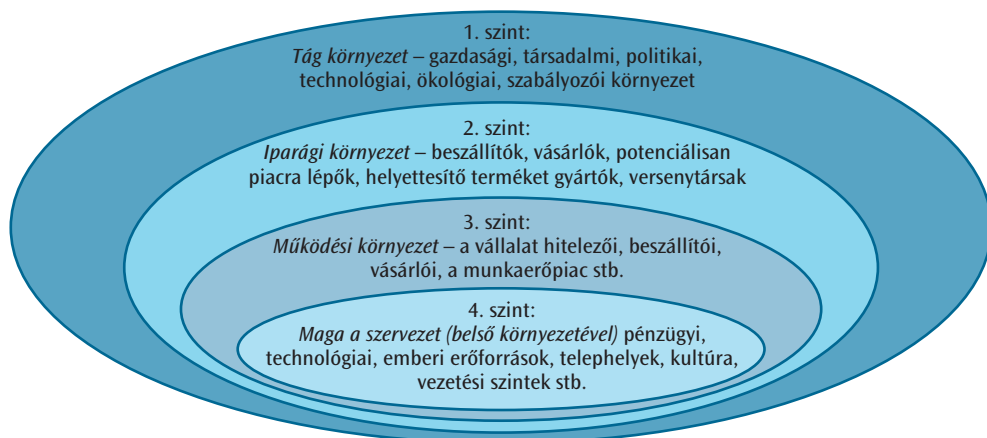 1. szint:
Tág környezet – gazdasági, társadalmi, politikai,
technológiai, ökológiai, szabályozói környezet
2. szint:
Iparági környezet – beszállítók, vásárlók, potenciálisan
piacra lépők, helyettesítő terméket gyártók, versenytársak
3. szint:
Működési környezet – a vállalat hitelezői, beszállítói,
vásárlói, a munkaerőpiac stb.
4. szint:
Maga a szervezet (belső környezetével) pénzügyi,
technológiai, emberi erőforrások, telephelyek, kultúra,
vezetési szintek stb.